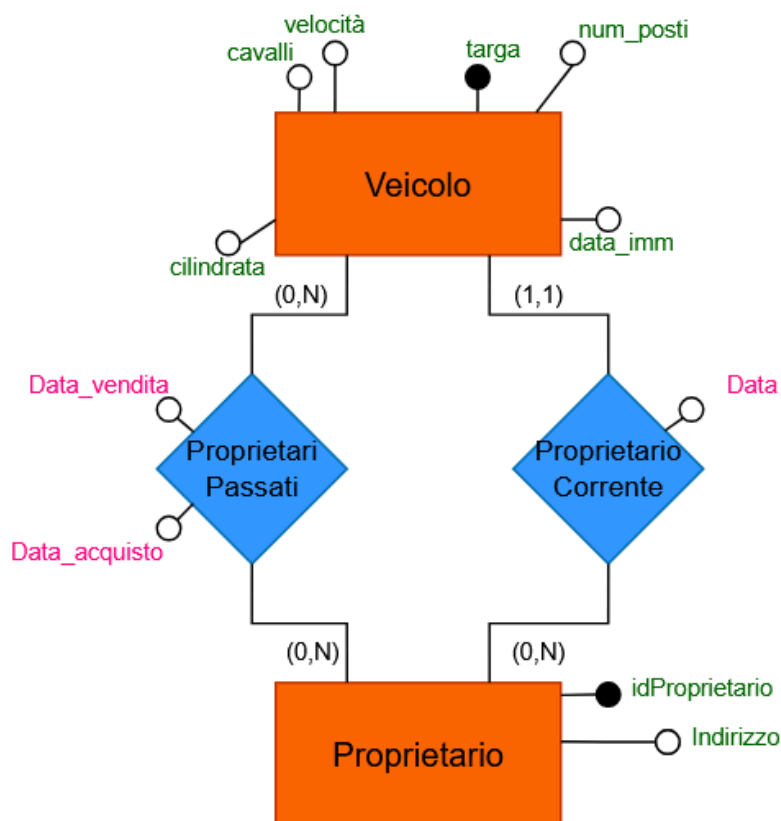 velocità
cavalli
targa
num_posti
Veicolo
cilindrata
data_imm
(0,N)
(1,1)
Data_vendita
Data
Proprietari
Passati
Proprietario
Corrente
Data_acquisto
(0,N)
(0,N)
idProprietario
Indirizzo
Proprietario